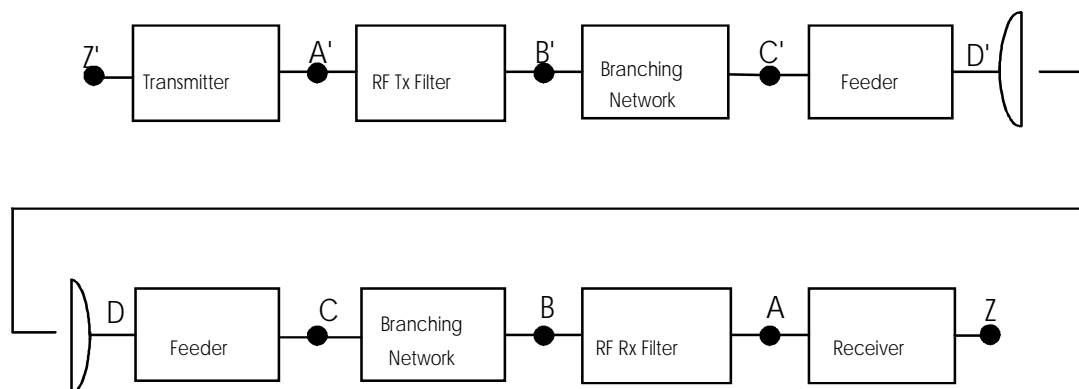 Z'
Transmitter
A'
RF Tx Filter
B'
Branching
Network
C'
Feeder
D'
D
Feeder
C
Branching
Network
B
RF Rx Filter
A
Receiver
Z